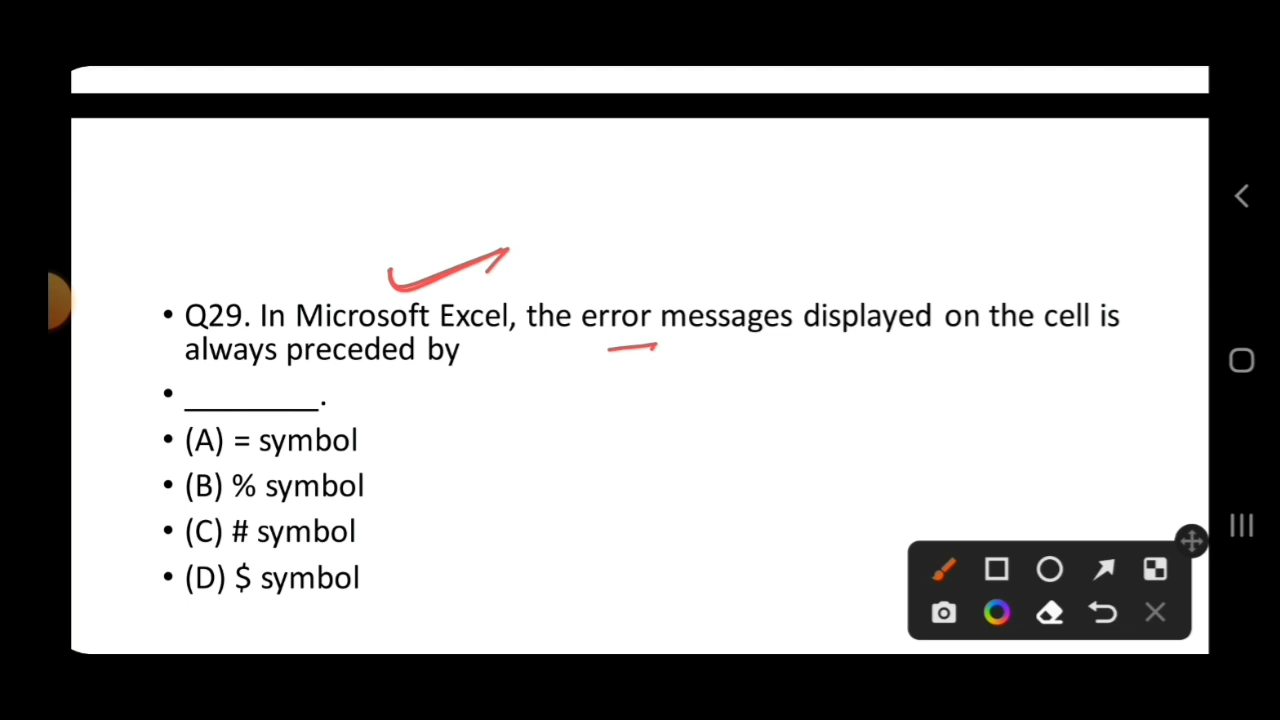 • Q29. In Microsoft Excel, the error messages displayed on the cell is
always preceded by
• ________.
• (A) = symbol
• (B) % symbol
• (C) # symbol
• (D) $ symbol